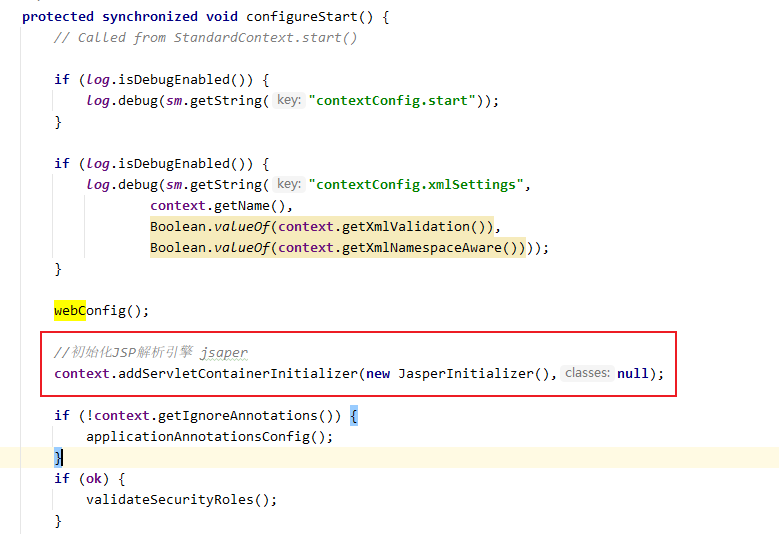 protected synchronized void configureStart() {
// Called from StandardContext.start()
if (log.isDebugEnabled()) {
log.debug(sm.getString( key: "contextConfig.start"));
}
if (log.isDebugEnabled()) {
log.debug(sm.getString( key: "contextConfig.xmlSettings",
context.getName(),
Boolean.valueOf(context.getXmlValidation()),
Boolean.valueOf(context.getXmlNamespaceAware())));
}
webConfig();
//初始化JSP解析引擎 jsaper
context.addServletContainerInitializer(new JasperInitializer(), classes: null);
if (!context.getIgnoreAnnotations()) {
applicationAnnotationsConfig();
}
if (ok) {
validateSecurityRoles();
}